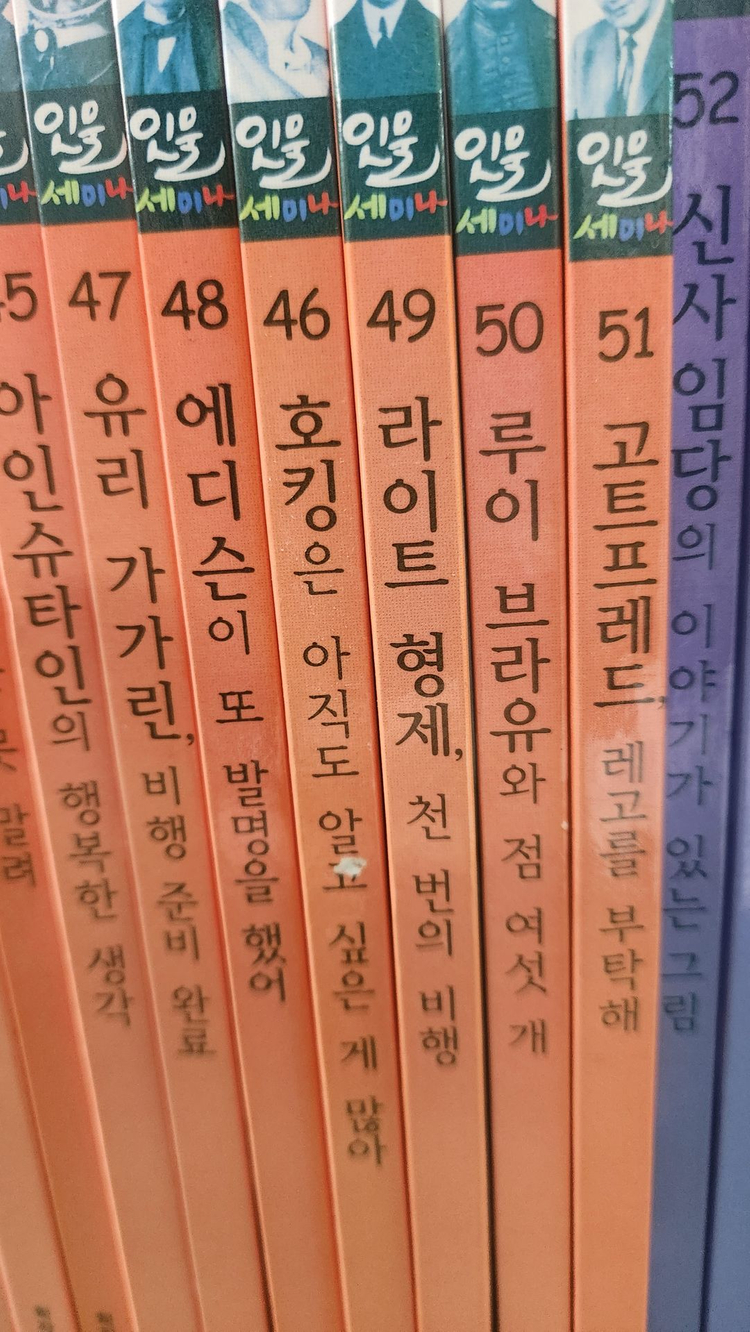 말려
45
아인슈타인의 행복한 생각
인물
세미나
47
유리 가가린, 비행 준비 완료
인물
세미나
48
에디슨이 또 발명을 했어
인물
세미나
46
호킹은 아직도 알고 싶은 게 많아
인물
세미나
49
라이트 형제, 천 번의 비행
인물
세미나
50
루이 브라유와 점 여섯 개
인물
세미나
51
고트프레드, 레고를 부탁해
52
신사임당의 이야기가 있는 그림